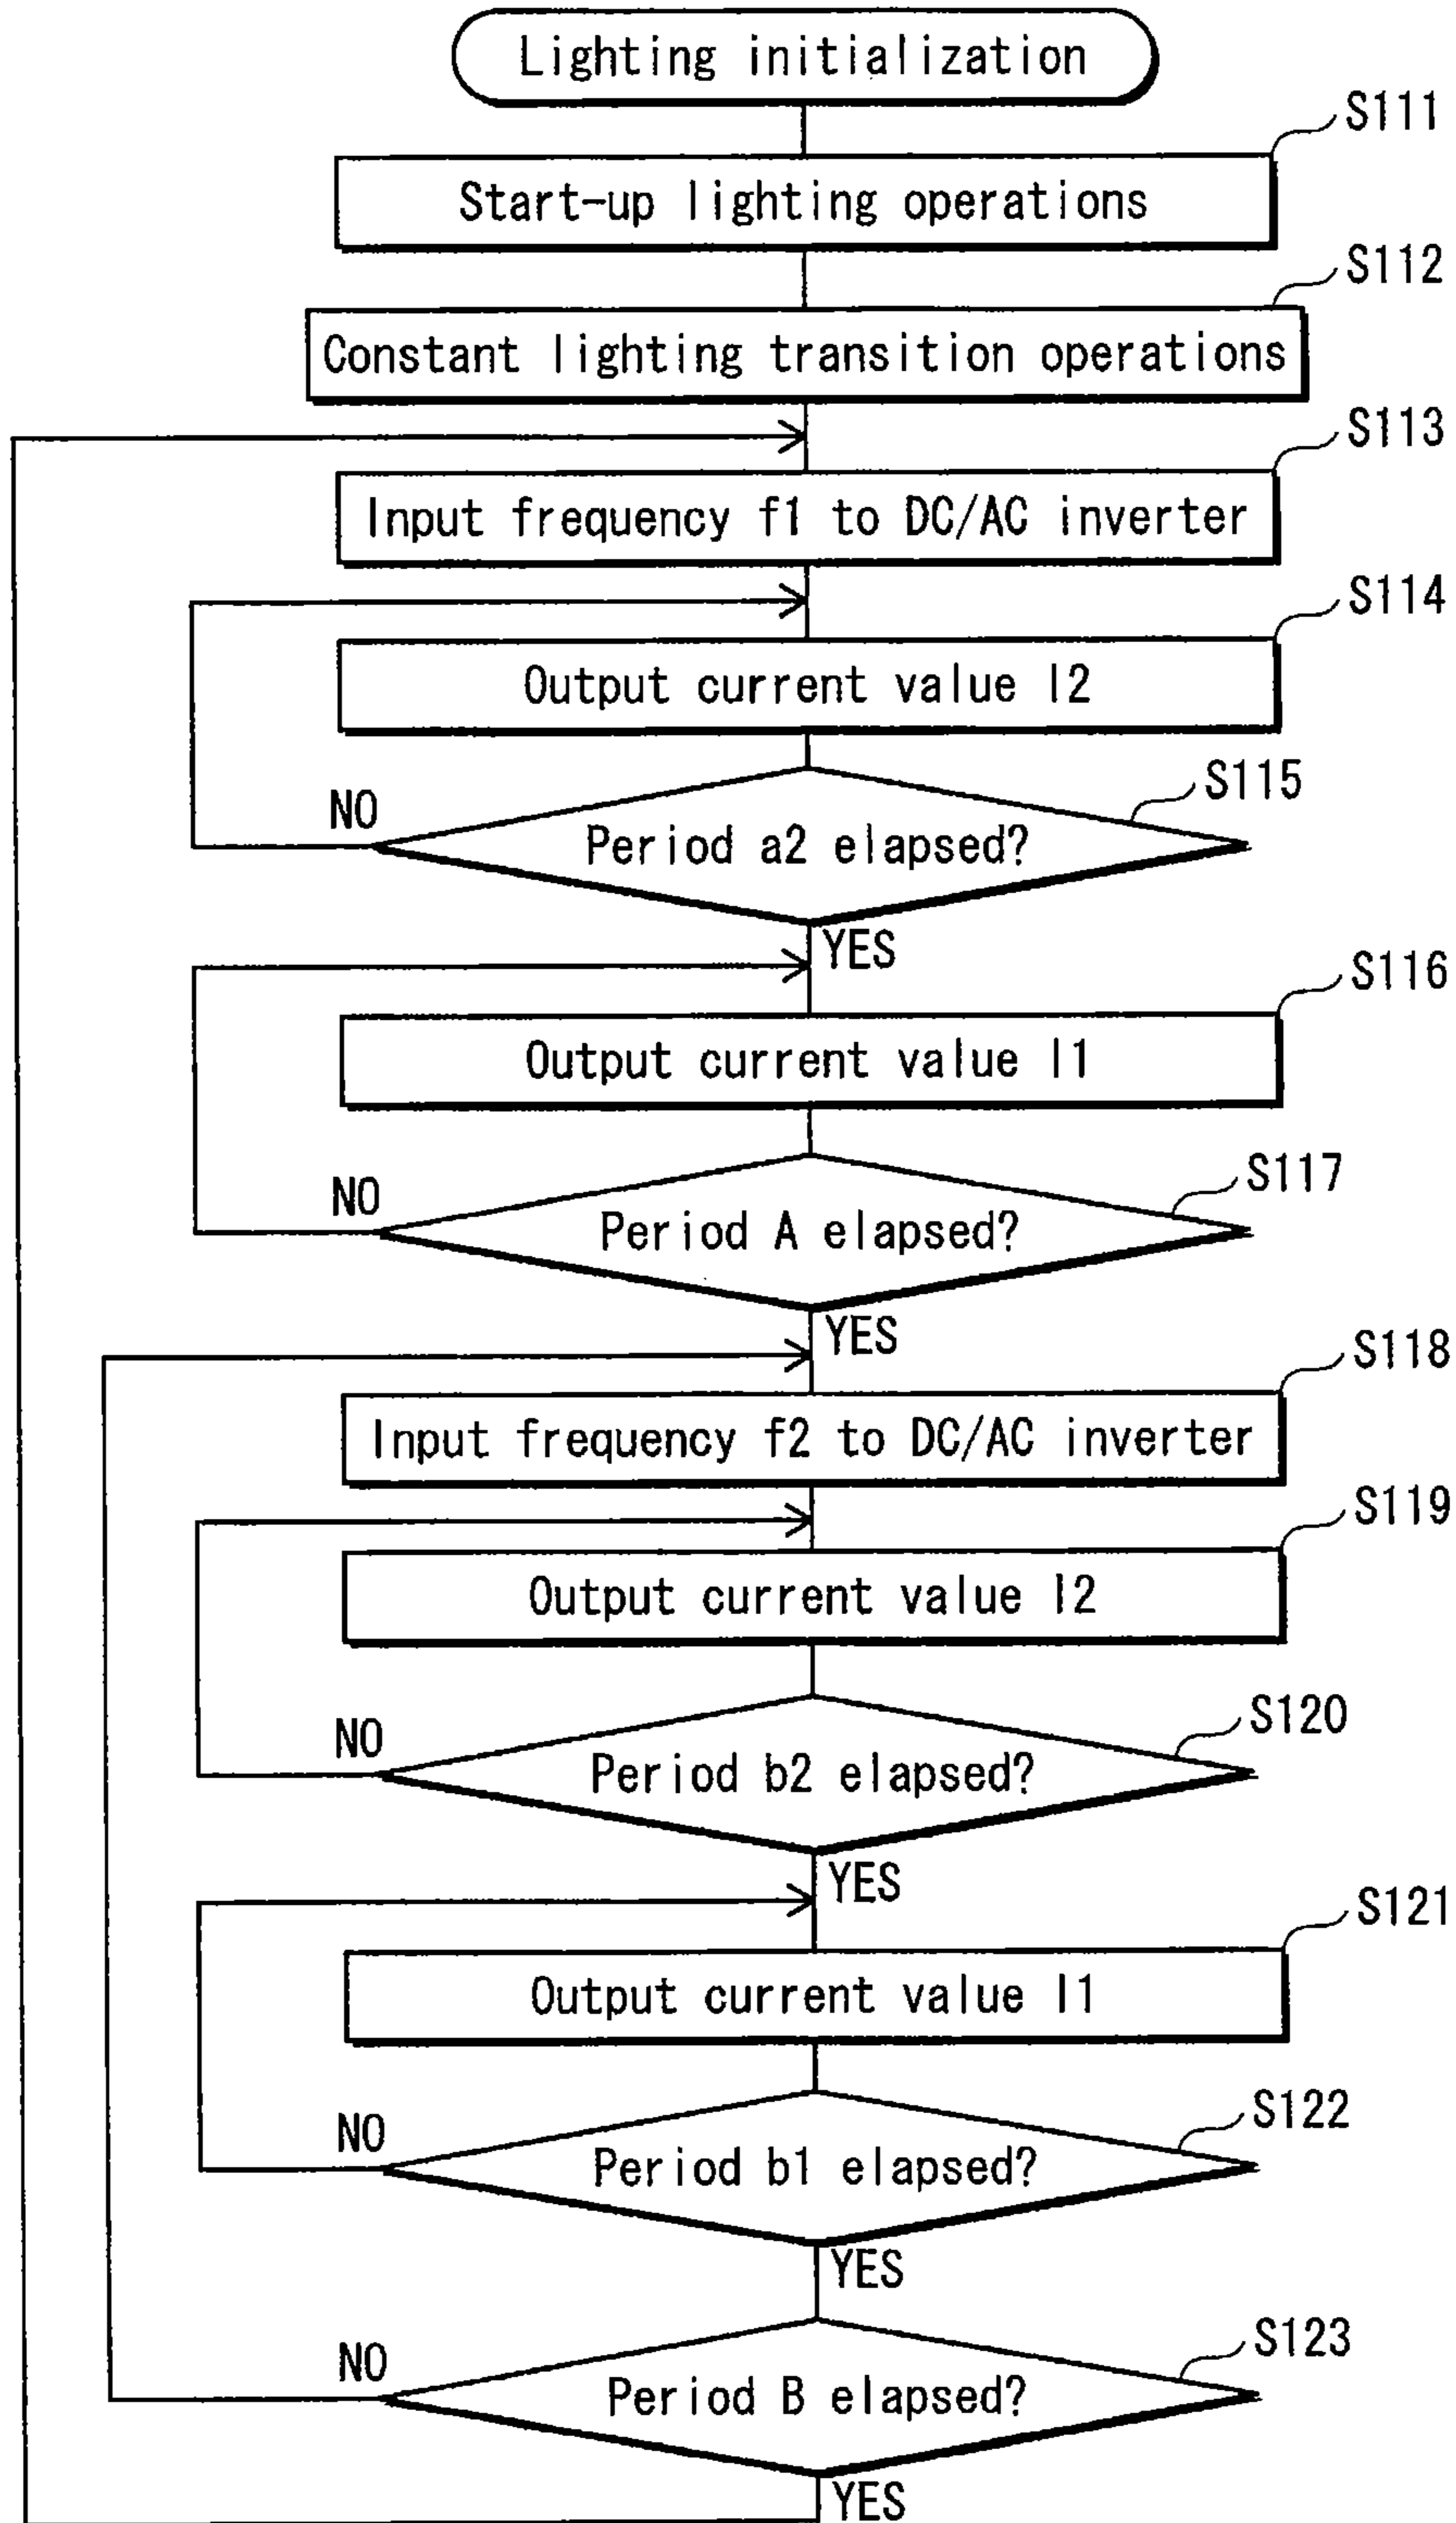 Lighting initialization
S111
Start-up lighting operations
S112
Constant lighting transition operations
S113
Input frequency f1 to DC/AC inverter
S114
Output current value I2
S115
Period a2 elapsed?
NO
YES
S116
Output current value I1
S117
Period A elapsed?
NO
YES
S118
Input frequency f2 to DC/AC inverter
S119
Output current value I2
S120
Period b2 elapsed?
NO
YES
S121
Output current value I1
S122
Period b1 elapsed?
NO
YES
S123
Period B elapsed?
NO
YES